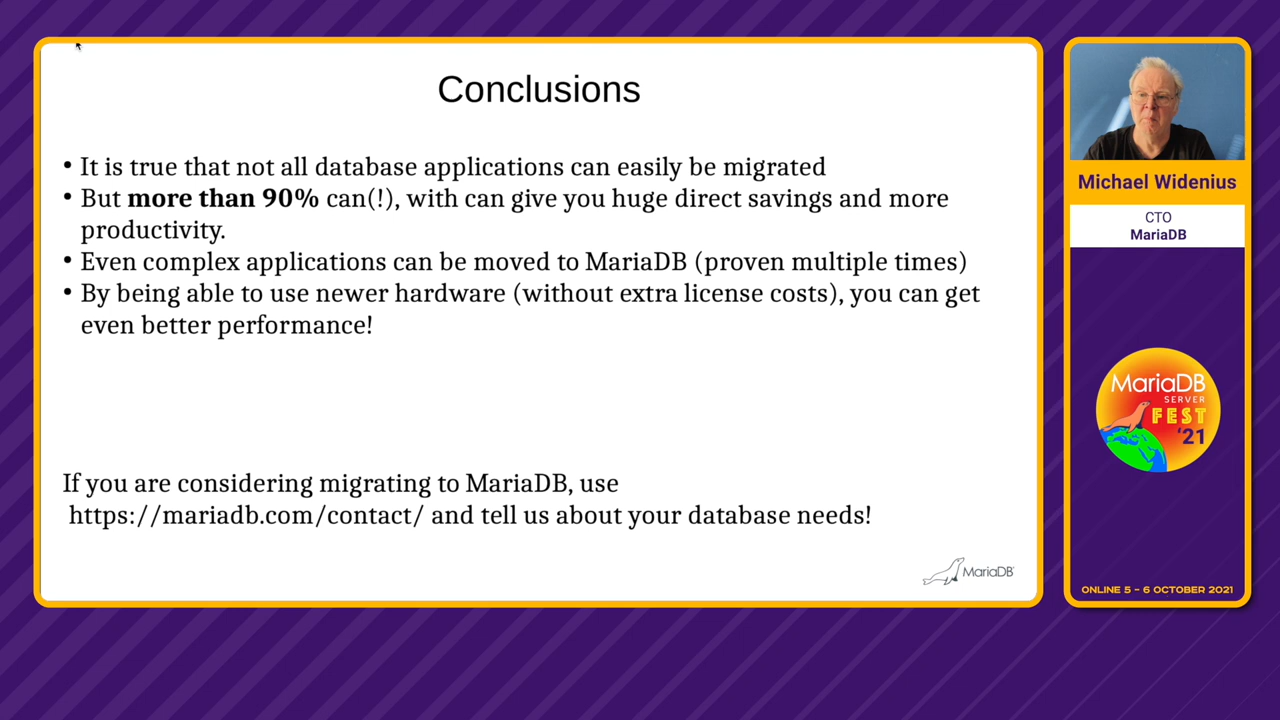 Conclusions
• It is true that not all database applications can easily be migrated
• But more than 90% can(!), with can give you huge direct savings and more
productivity.
• Even complex applications can be moved to MariaDB (proven multiple times)
• By being able to use newer hardware (without extra license costs), you can get
even better performance!
If you are considering migrating to MariaDB, use
https://mariadb.com/contact/ and tell us about your database needs!
MariaDB
Michael Widenius
CTO
MariaDB
MariaDB
SERVER
FEST
'21
ONLINE 5 – 6 OCTOBER 2021